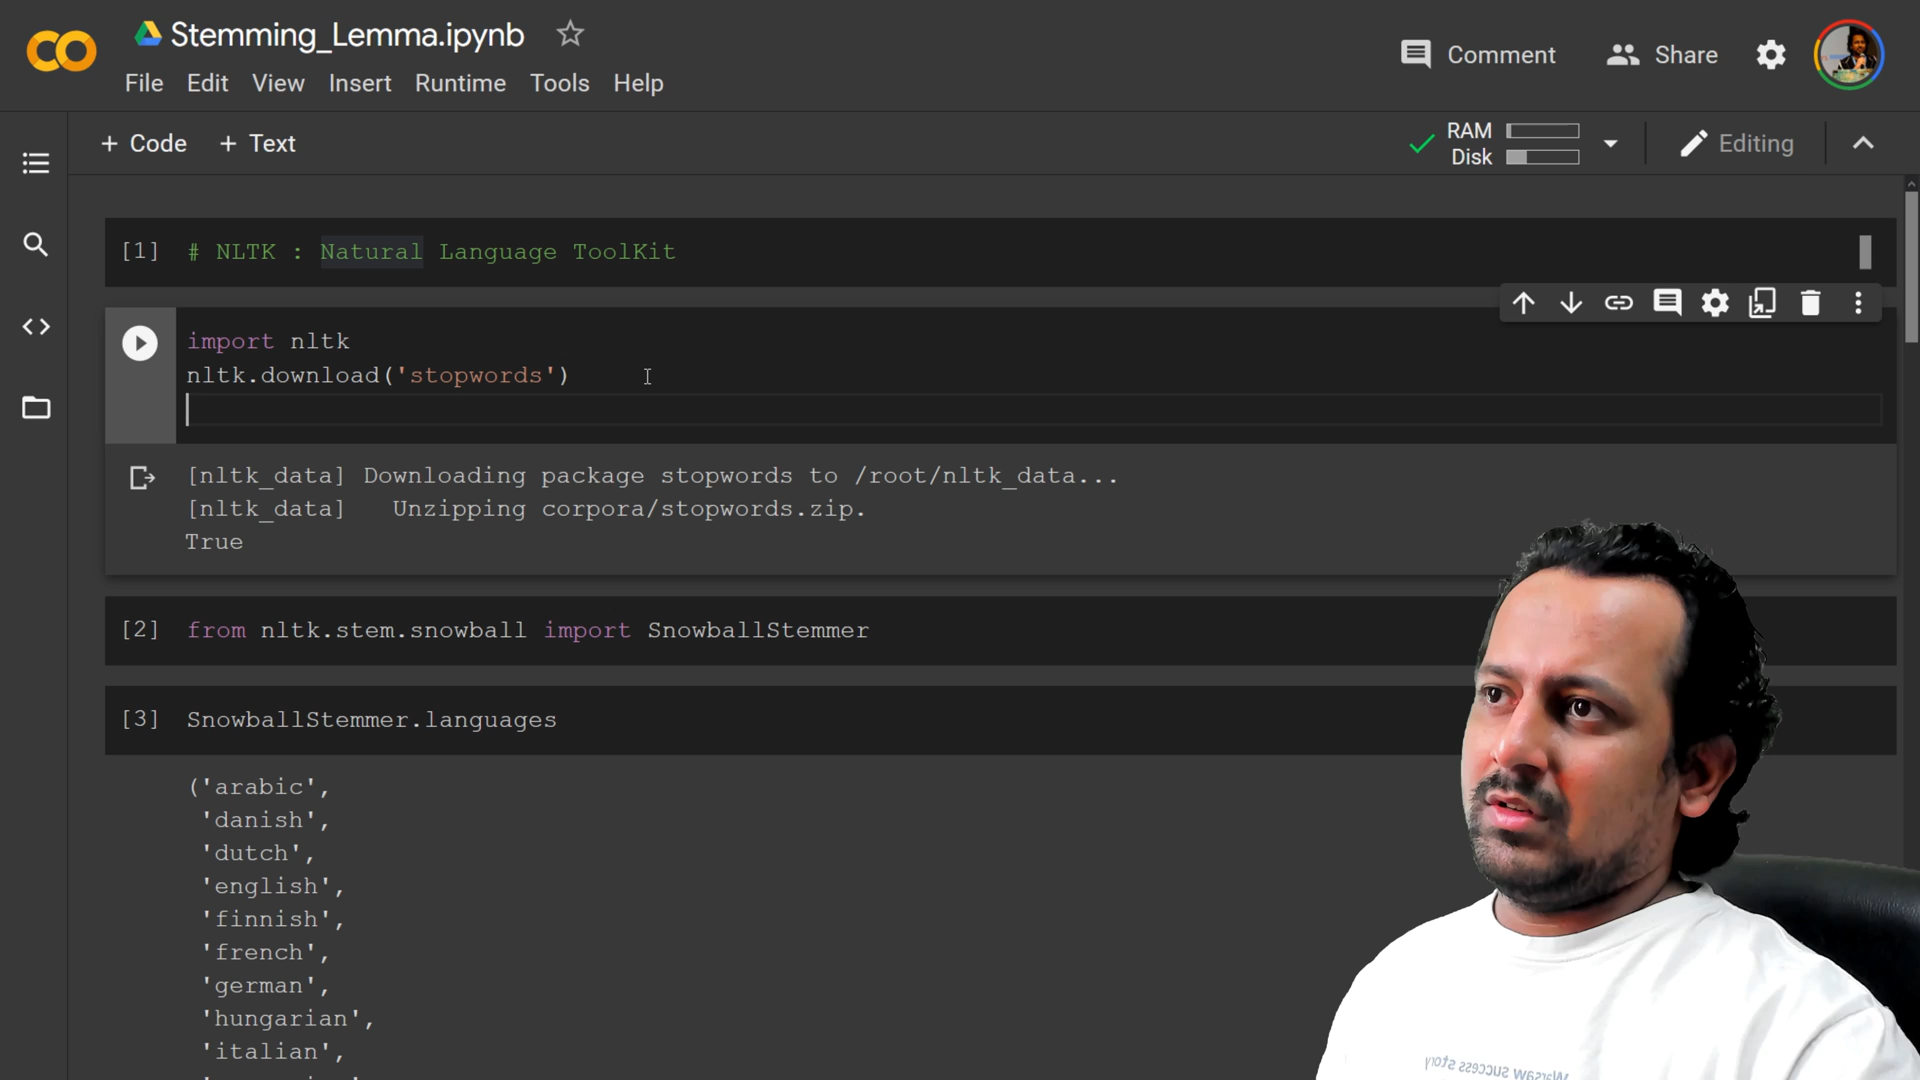 Stemming_Lemma.ipynb
File Edit View Insert Runtime Tools Help
Comment Share
+ Code + Text
RAM
Disk
Editing
[1] # NLTK : Natural Language ToolKit
import nltk
nltk.download('stopwords')
[nltk_data] Downloading package stopwords to /root/nltk_data...
[nltk_data]   Unzipping corpora/stopwords.zip.
True
[2] from nltk.stem.snowball import SnowballStemmer
[3] SnowballStemmer.languages
('arabic',
'danish',
'dutch',
'english',
'finnish',
'french',
'german',
'hungarian',
'italian',
Warsaw success story